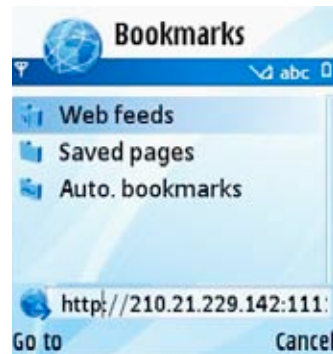 Bookmarks
abc
Web feeds
Saved pages
Auto. bookmarks
http://210.21.229.142:111
Go to
Cancel